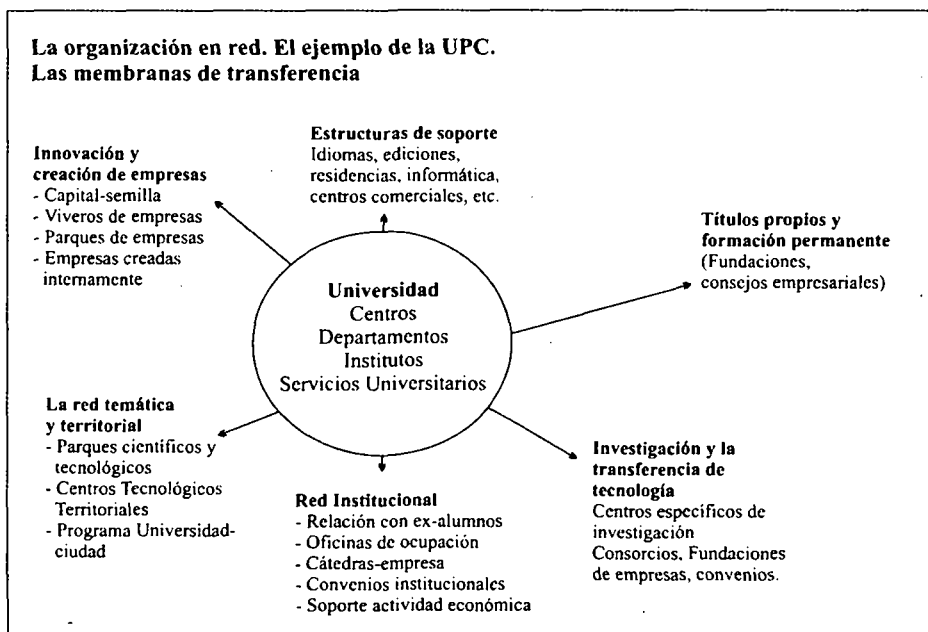 La organización en red. El ejemplo de la UPC.
Las membranas de transferencia
Estructuras de soporte
Idiomas, ediciones,
residencias, informática,
centros comerciales, etc.
Innovación y
creación de empresas
- Capital-semilla
- Viveros de empresas
- Parques de empresas
- Empresas creadas
internamente
Títulos propios y
formación permanente
(Fundaciones,
consejos empresariales)
Universidad
Centros
Departamentos
Institutos
Servicios Universitarios
La red temática
y territorial
- Parques científicos y
tecnológicos
- Centros Tecnológicos
Territoriales
- Programa Universidad-
ciudad
Red Institucional
- Relación con ex-alumnos
- Oficinas de ocupación
- Cátedras-empresa
- Convenios institucionales
- Soporte actividad económica
Investigación y la
transferencia de
tecnología
Centros específicos de
investigación
Consorcios, Fundaciones
de empresas, convenios.